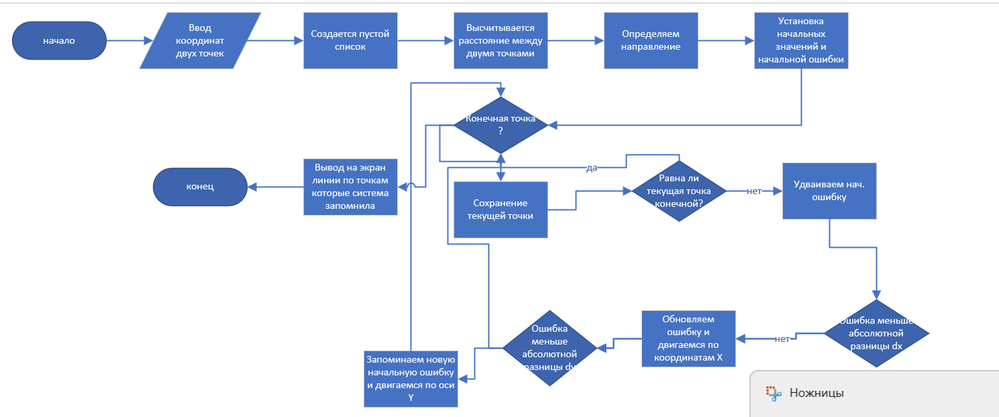 начало
Ввод
координат
двух точек
Создается пустой
список
Высчитывается
расстояние между
двумя точками
Определяем
направление
Установка
начальных
значений и
начальной ошибки
Конечная точка
?
конец
Вывод на экран
линии по точкам
которые система
запомнила
Сохранение
текущей точки
да
Равна ли
текущая точка
конечной?
нет
Удваиваем нач.
ошибку
Ошибка меньше
абсолютной
разницы dx
нет
Обновляем
ошибку и
двигаемся по
координатам X
Ошибка
меньше
абсолютной
разницы dx
Запоминаем новую
начальную ошибку
и двигаемся по оси
Y
Ножницы